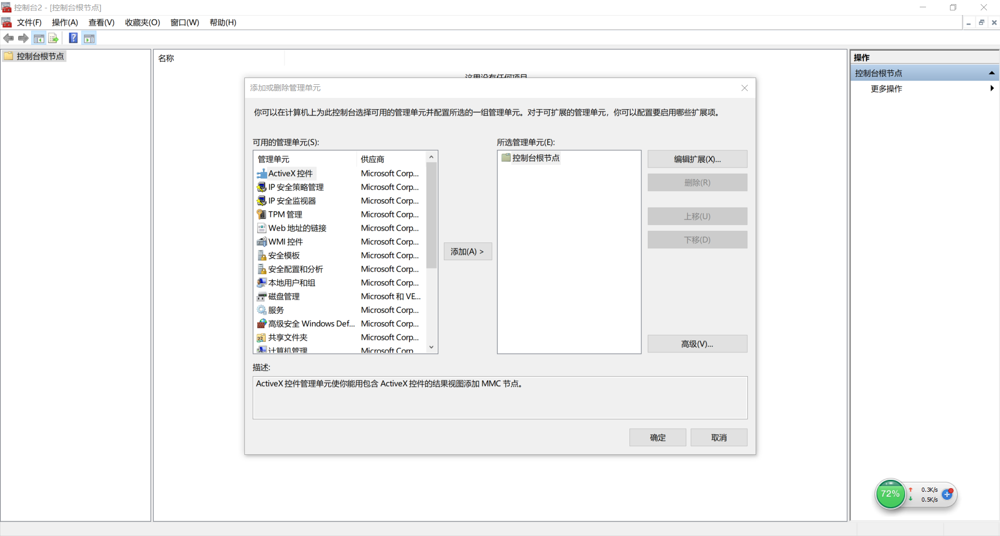 控制台2 - [控制台根节点]
文件(F) 操作(A) 查看(V) 收藏夹(O) 窗口(W) 帮助(H)
控制台根节点
名称
这里没有任何项目
操作
控制台根节点
更多操作
添加或删除管理单元
你可以在计算机上为此控制台选择可用的管理单元并配置所选的一组管理单元。对于可扩展的管理单元，你可以配置要启用哪些扩展项。
可用的管理单元(S):
管理单元 供应商
ActiveX 控件 Microsoft Corp...
IP 安全策略管理 Microsoft Corp...
IP 安全监视器 Microsoft Corp...
TPM 管理 Microsoft Corp...
Web 地址的链接 Microsoft Corp...
WMI 控件 Microsoft Corp...
安全模板 Microsoft Corp...
安全配置和分析 Microsoft Corp...
本地用户和组 Microsoft Corp...
磁盘管理 Microsoft 和 VE...
服务 Microsoft Corp...
高级安全 Windows Def... Microsoft Corp...
共享文件夹 Microsoft Corp...
计算机管理 Microsoft Corp
添加(A) >
所选管理单元(E):
控制台根节点
编辑扩展(X)...
删除(R)
上移(U)
下移(D)
高级(V)...
描述:
ActiveX 控件管理单元使你能用包含 ActiveX 控件的结果视图添加 MMC 节点。
确定 取消
72%
0.3K/s
0.5K/s